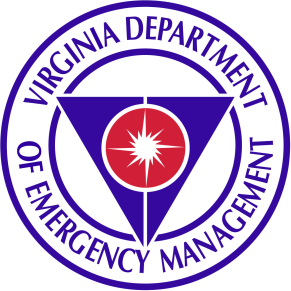 VIRGINIA DEPARTMENT
OF EMERGENCY MANAGEMENT